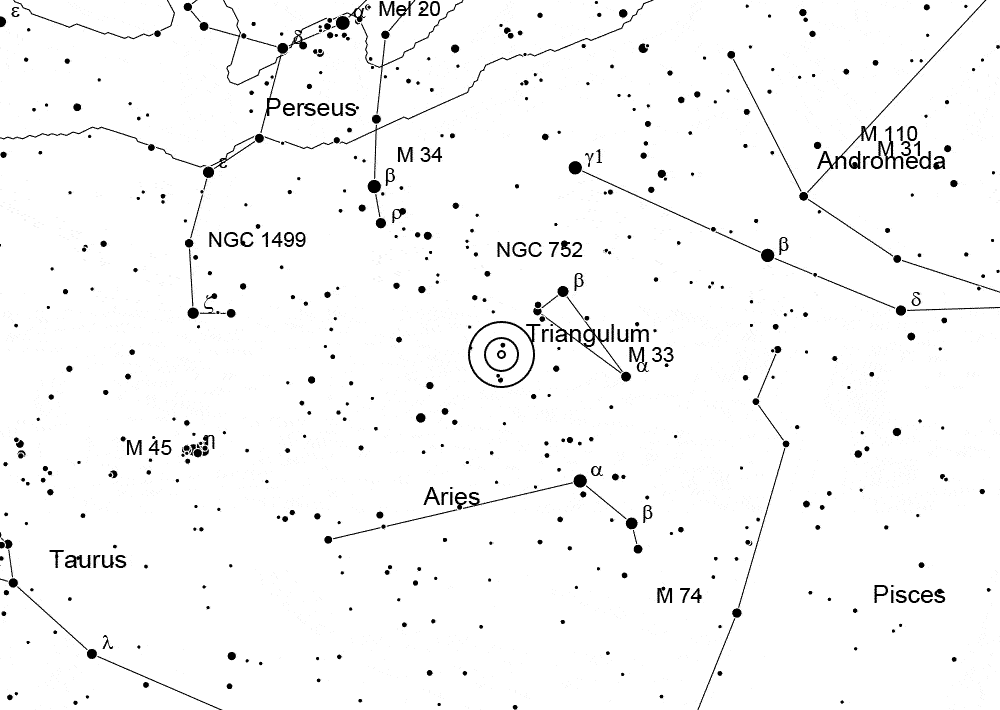 ε
α
Mel 20
δ
Perseus
M 110
M 31
Andromeda
M 34
γ1
ε
β
ρ
NGC 1499
NGC 752
β
β
ζ
δ
Triangulum
M 33
α
M 45
η
α
Aries
β
Taurus
M 74
Pisces
λ